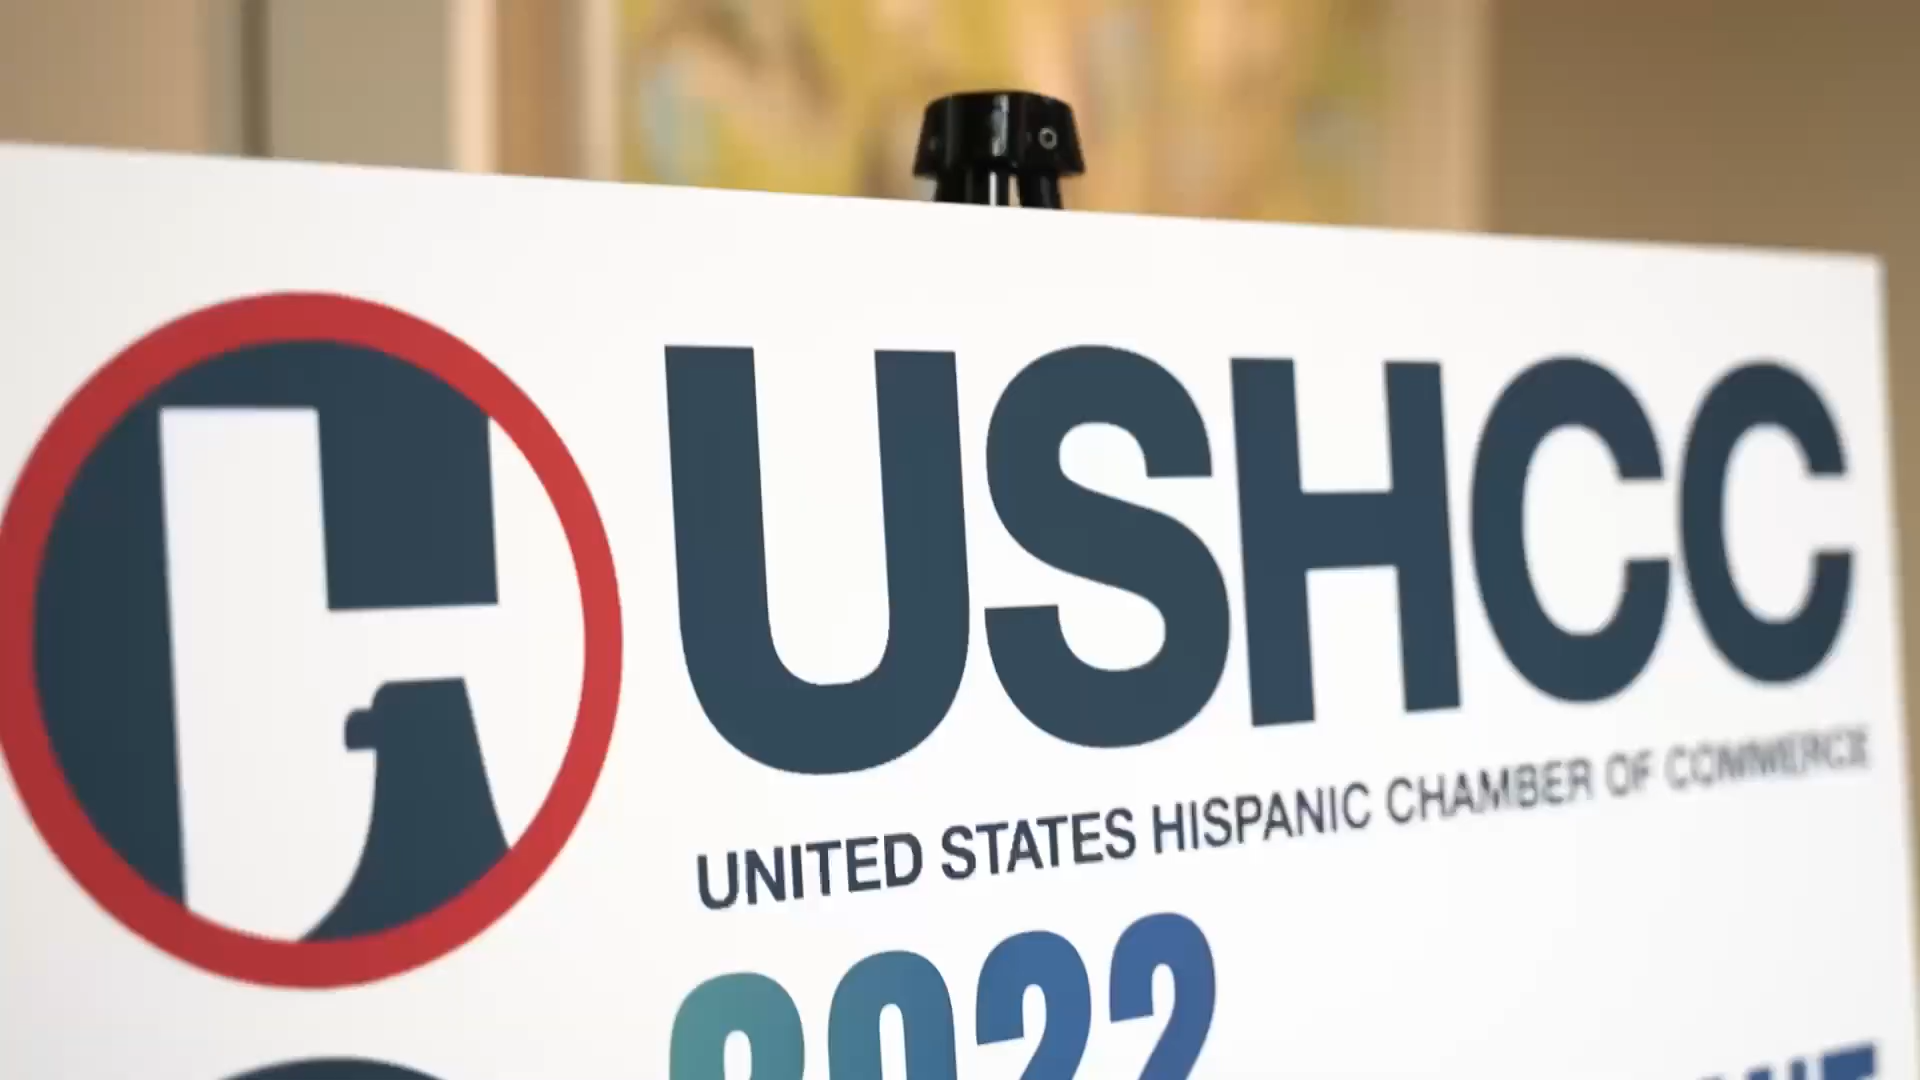 USHCC
UNITED STATES HISPANIC CHAMBER OF COMMERCE
2022